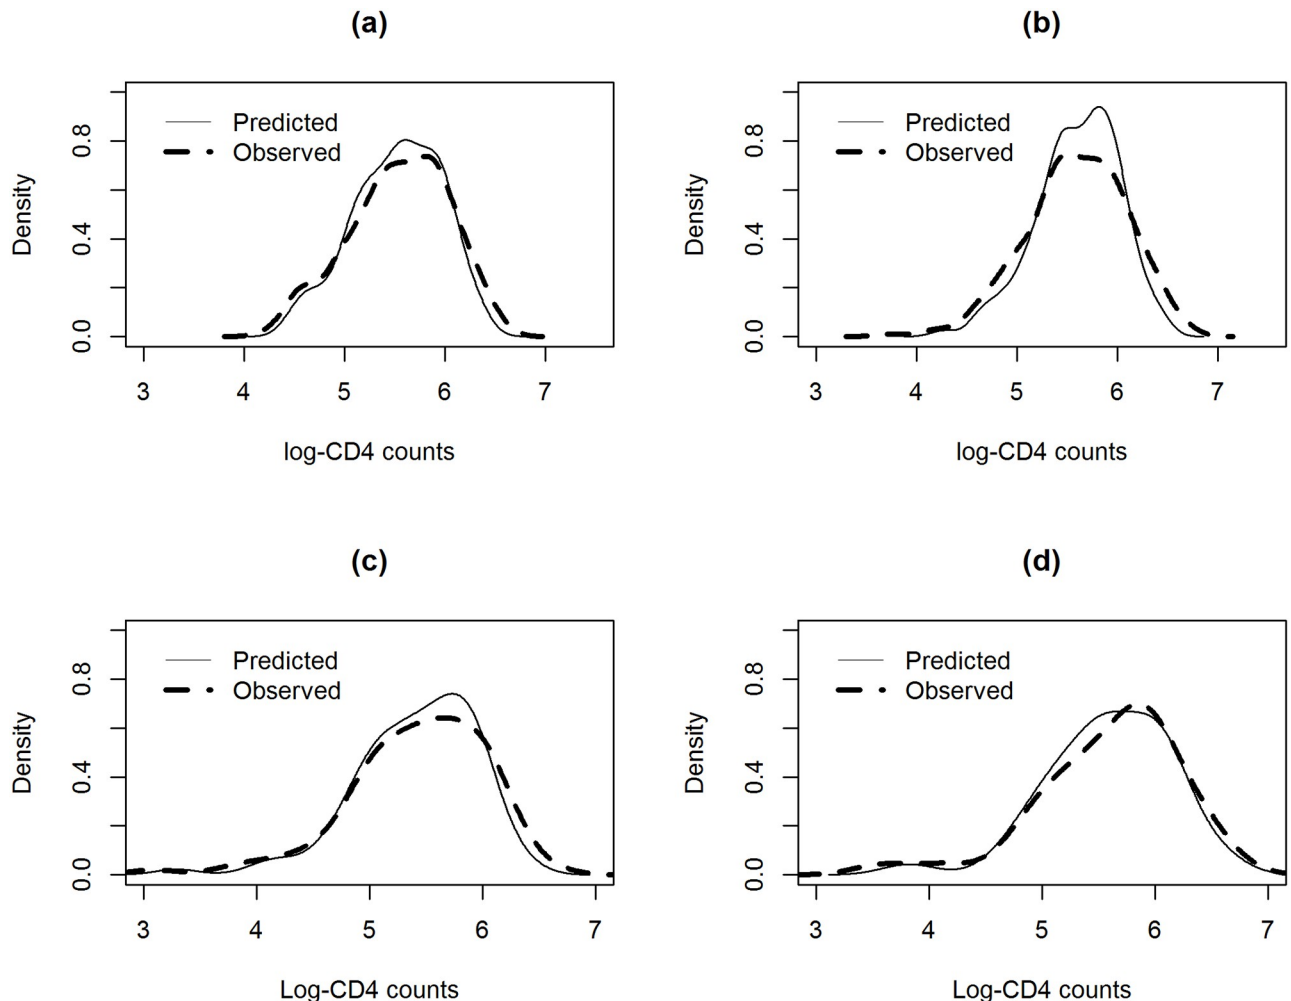 (a)
Predicted
Observed
Density
0.0 0.4 0.8
3 4 5 6 7
log-CD4 counts
(b)
Predicted
Observed
Density
0.0 0.4 0.8
3 4 5 6 7
log-CD4 counts
(c)
Predicted
Observed
Density
0.0 0.4 0.8
3 4 5 6 7
Log-CD4 counts
(d)
Predicted
Observed
Density
0.0 0.4 0.8
3 4 5 6 7
Log-CD4 counts